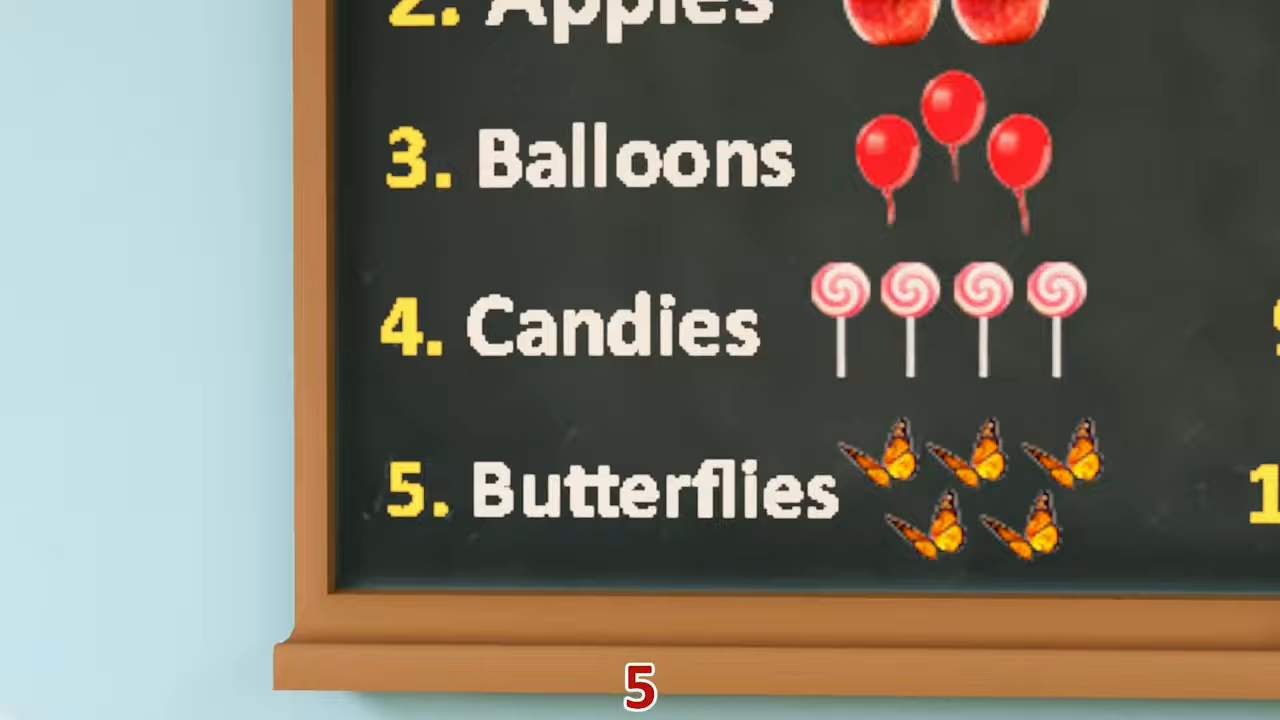 2. Apples
3. Balloons
4. Candies
5. Butterflies
5